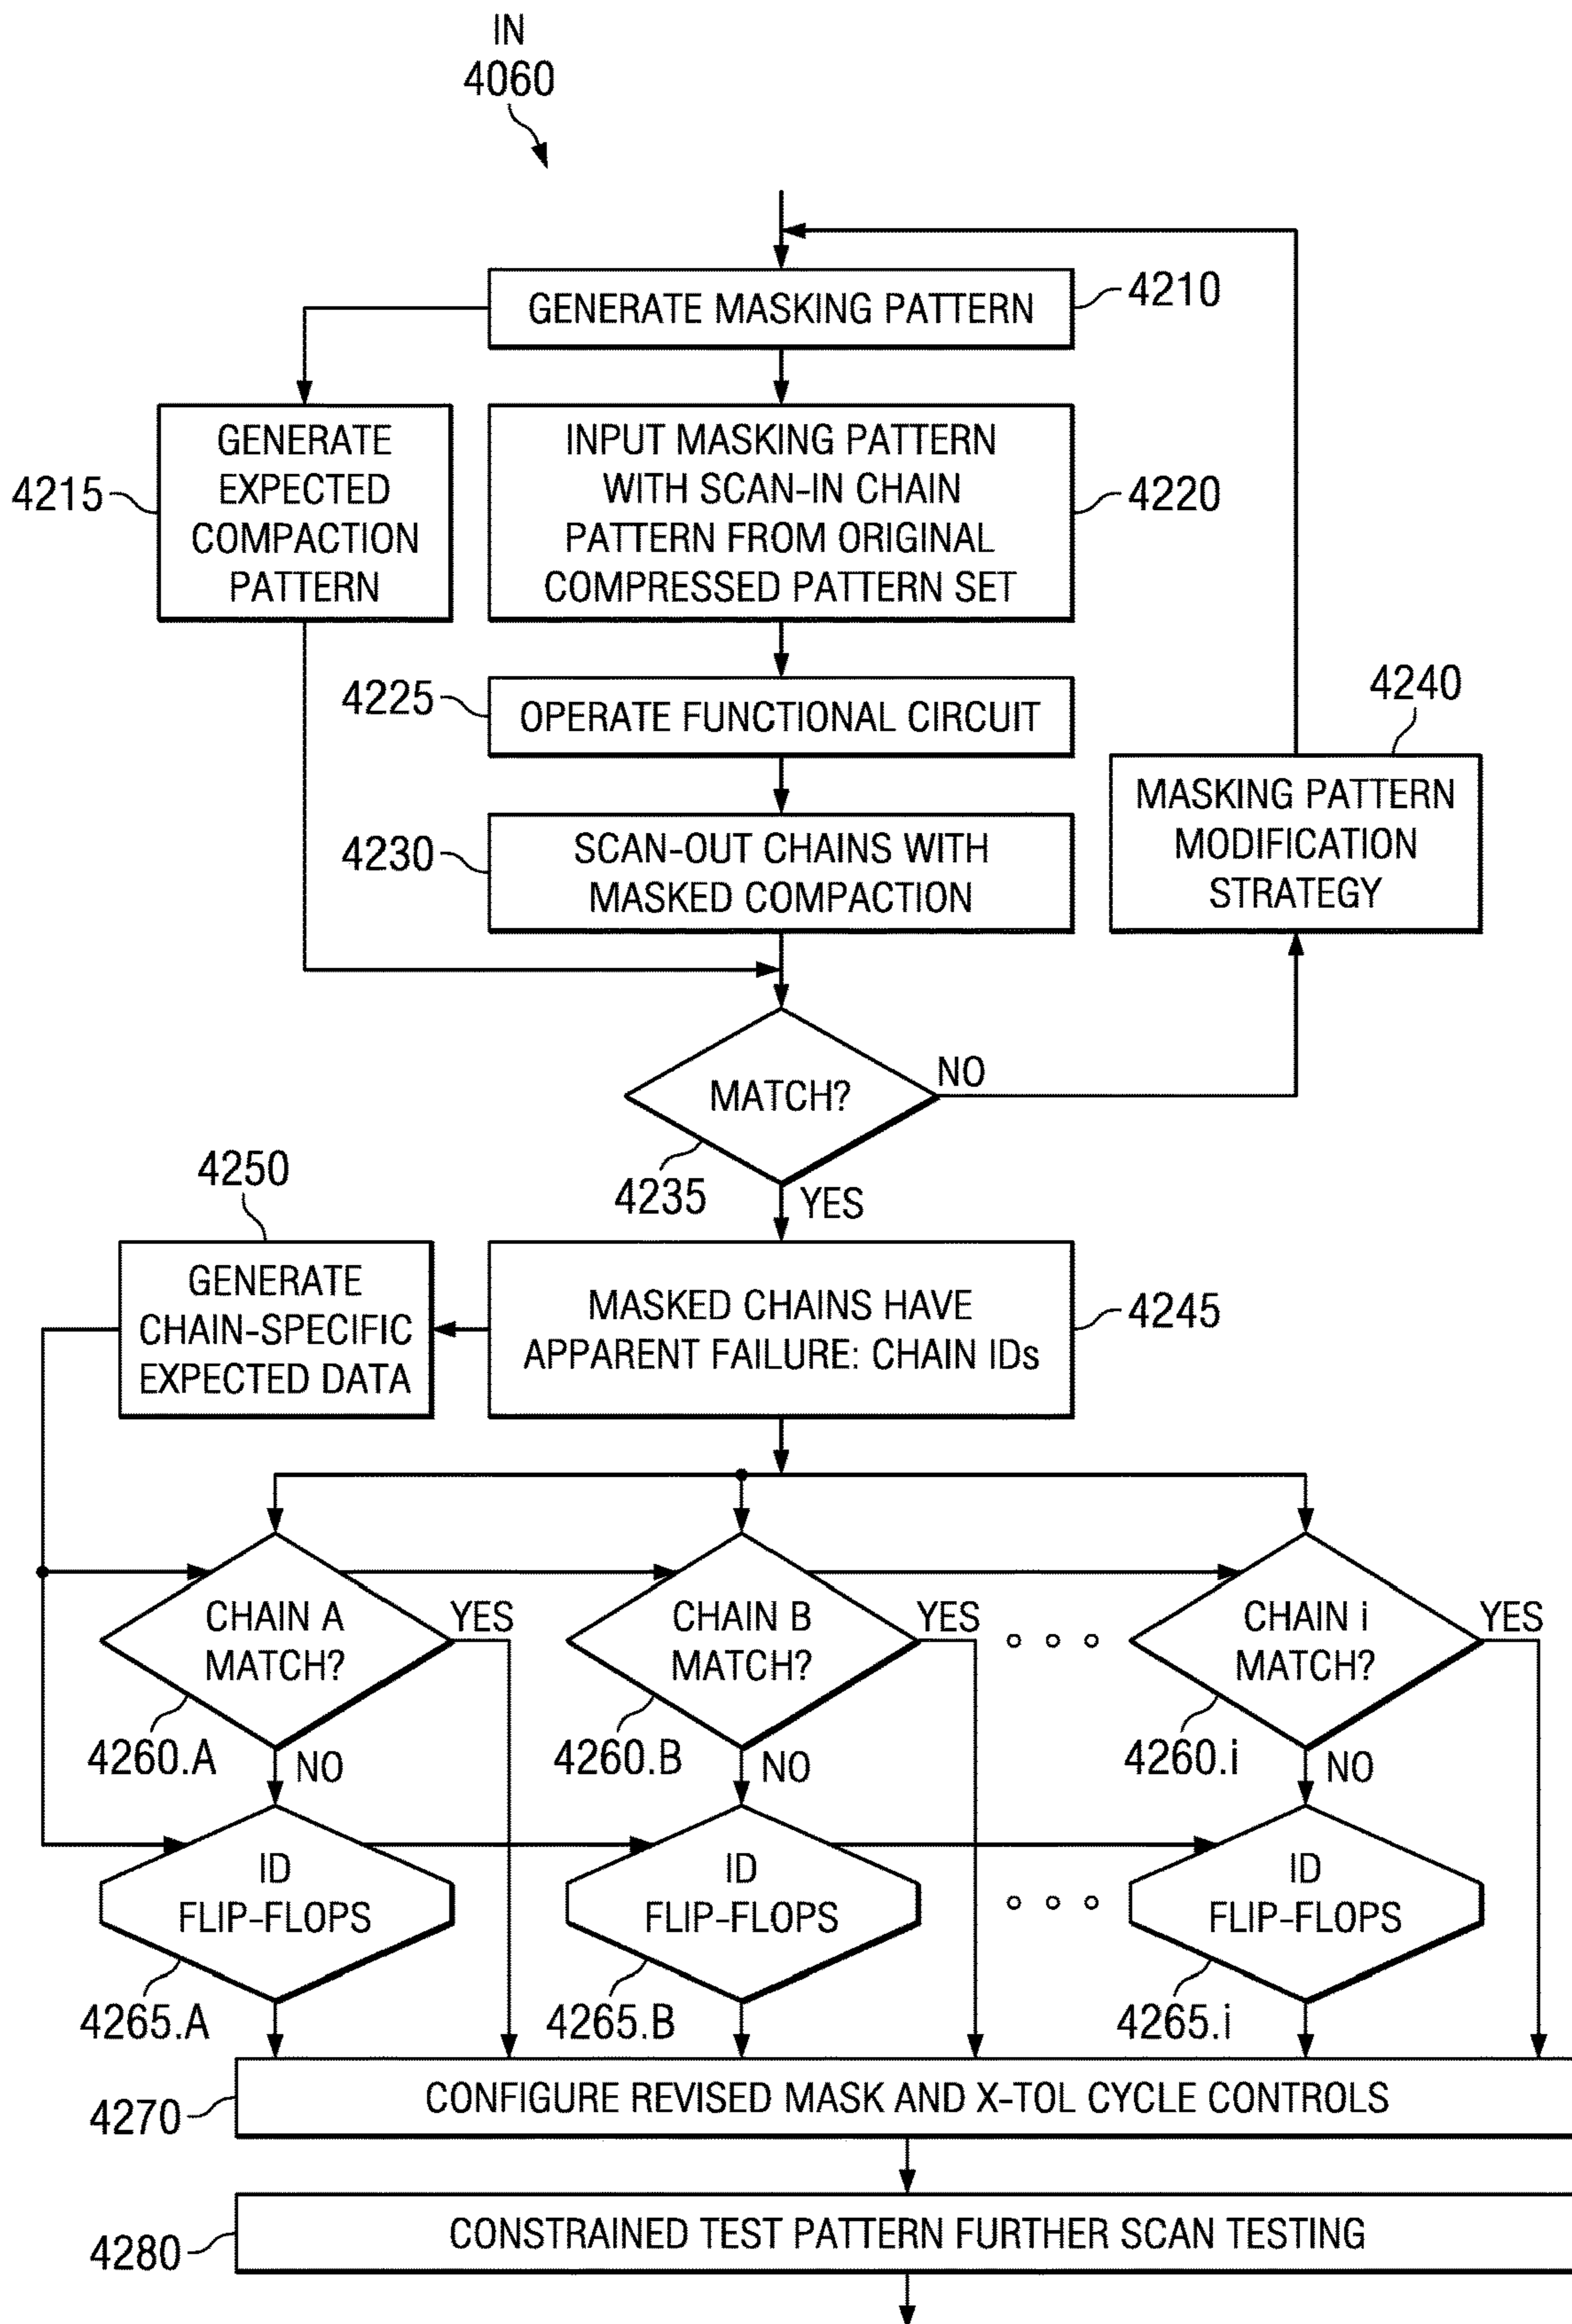 IN
4060
GENERATE MASKING PATTERN
4210
GENERATE
EXPECTED
COMPACTION
PATTERN
4215
INPUT MASKING PATTERN
WITH SCAN-IN CHAIN
PATTERN FROM ORIGINAL
COMPRESSED PATTERN SET
4220
4225
OPERATE FUNCTIONAL CIRCUIT
4240
MASKING PATTERN
MODIFICATION
STRATEGY
4230
SCAN-OUT CHAINS WITH
MASKED COMPACTION
MATCH?
NO
4235
YES
4250
GENERATE
CHAIN-SPECIFIC
EXPECTED DATA
MASKED CHAINS HAVE
APPARENT FAILURE: CHAIN IDs
4245
CHAIN A
MATCH?
YES
CHAIN B
MATCH?
YES
CHAIN i
MATCH?
YES
4260.A
NO
4260.B
NO
4260.i
NO
ID
FLIP-FLOPS
ID
FLIP-FLOPS
ID
FLIP-FLOPS
4265.A
4265.B
4265.i
4270
CONFIGURE REVISED MASK AND X-TOL CYCLE CONTROLS
4280
CONSTRAINED TEST PATTERN FURTHER SCAN TESTING